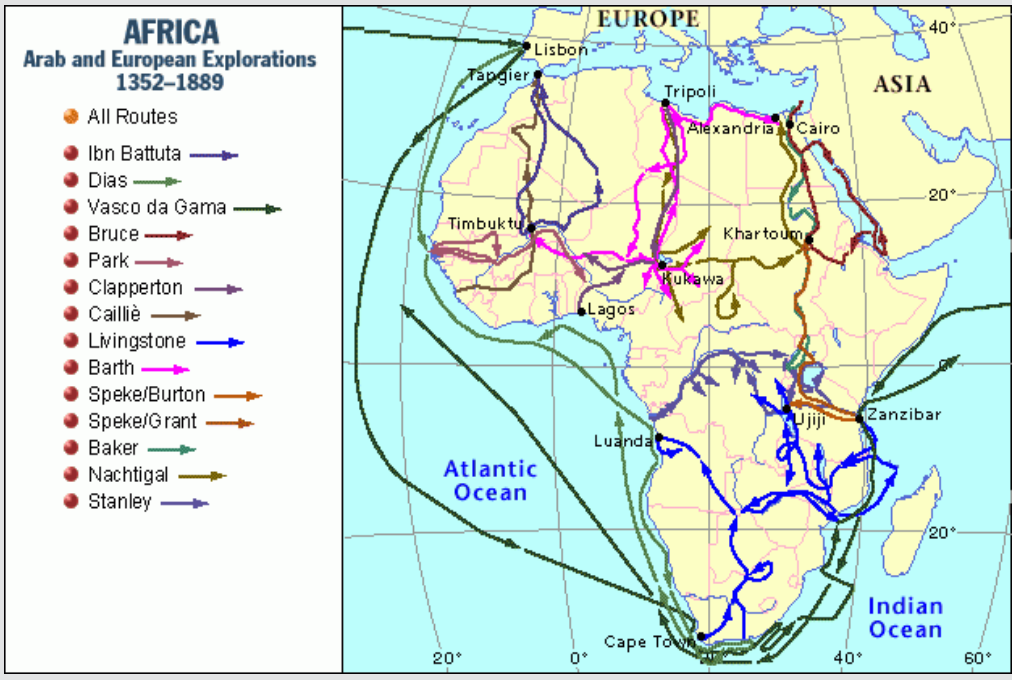 AFRICA
Arab and European Explorations
1352–1889
All Routes
Ibn Battuta
Dias
Vasco da Gama
Bruce
Park
Clapperton
Cailliè
Livingstone
Barth
Speke/Burton
Speke/Grant
Baker
Nachtigal
Stanley
EUROPE
40°
Lisbon
Tangier
ASIA
Tripoli
Alexandria
Cairo
20°
Timbuktu
Khartoum
Kukawa
Lagos
0°
Ujiji
Zanzibar
Luanda
Atlantic
Ocean
20°
Indian
Ocean
Cape Town
20°
0°
20°
40°
60°